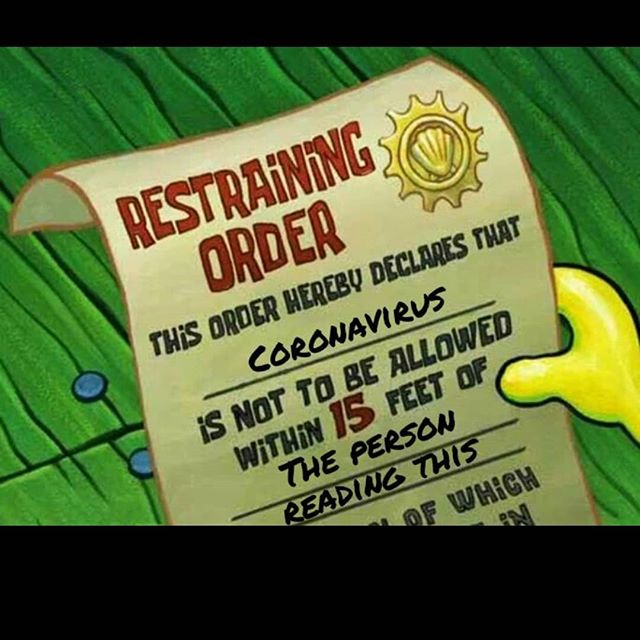 RESTRAINING
ORDER
THIS ORDER HEREBY DECLARES THAT
CORONAVIRUS
IS NOT TO BE ALLOWED
WITHIN 15 FEET OF
THE PERSON
READING THIS
OF WHICH
IN